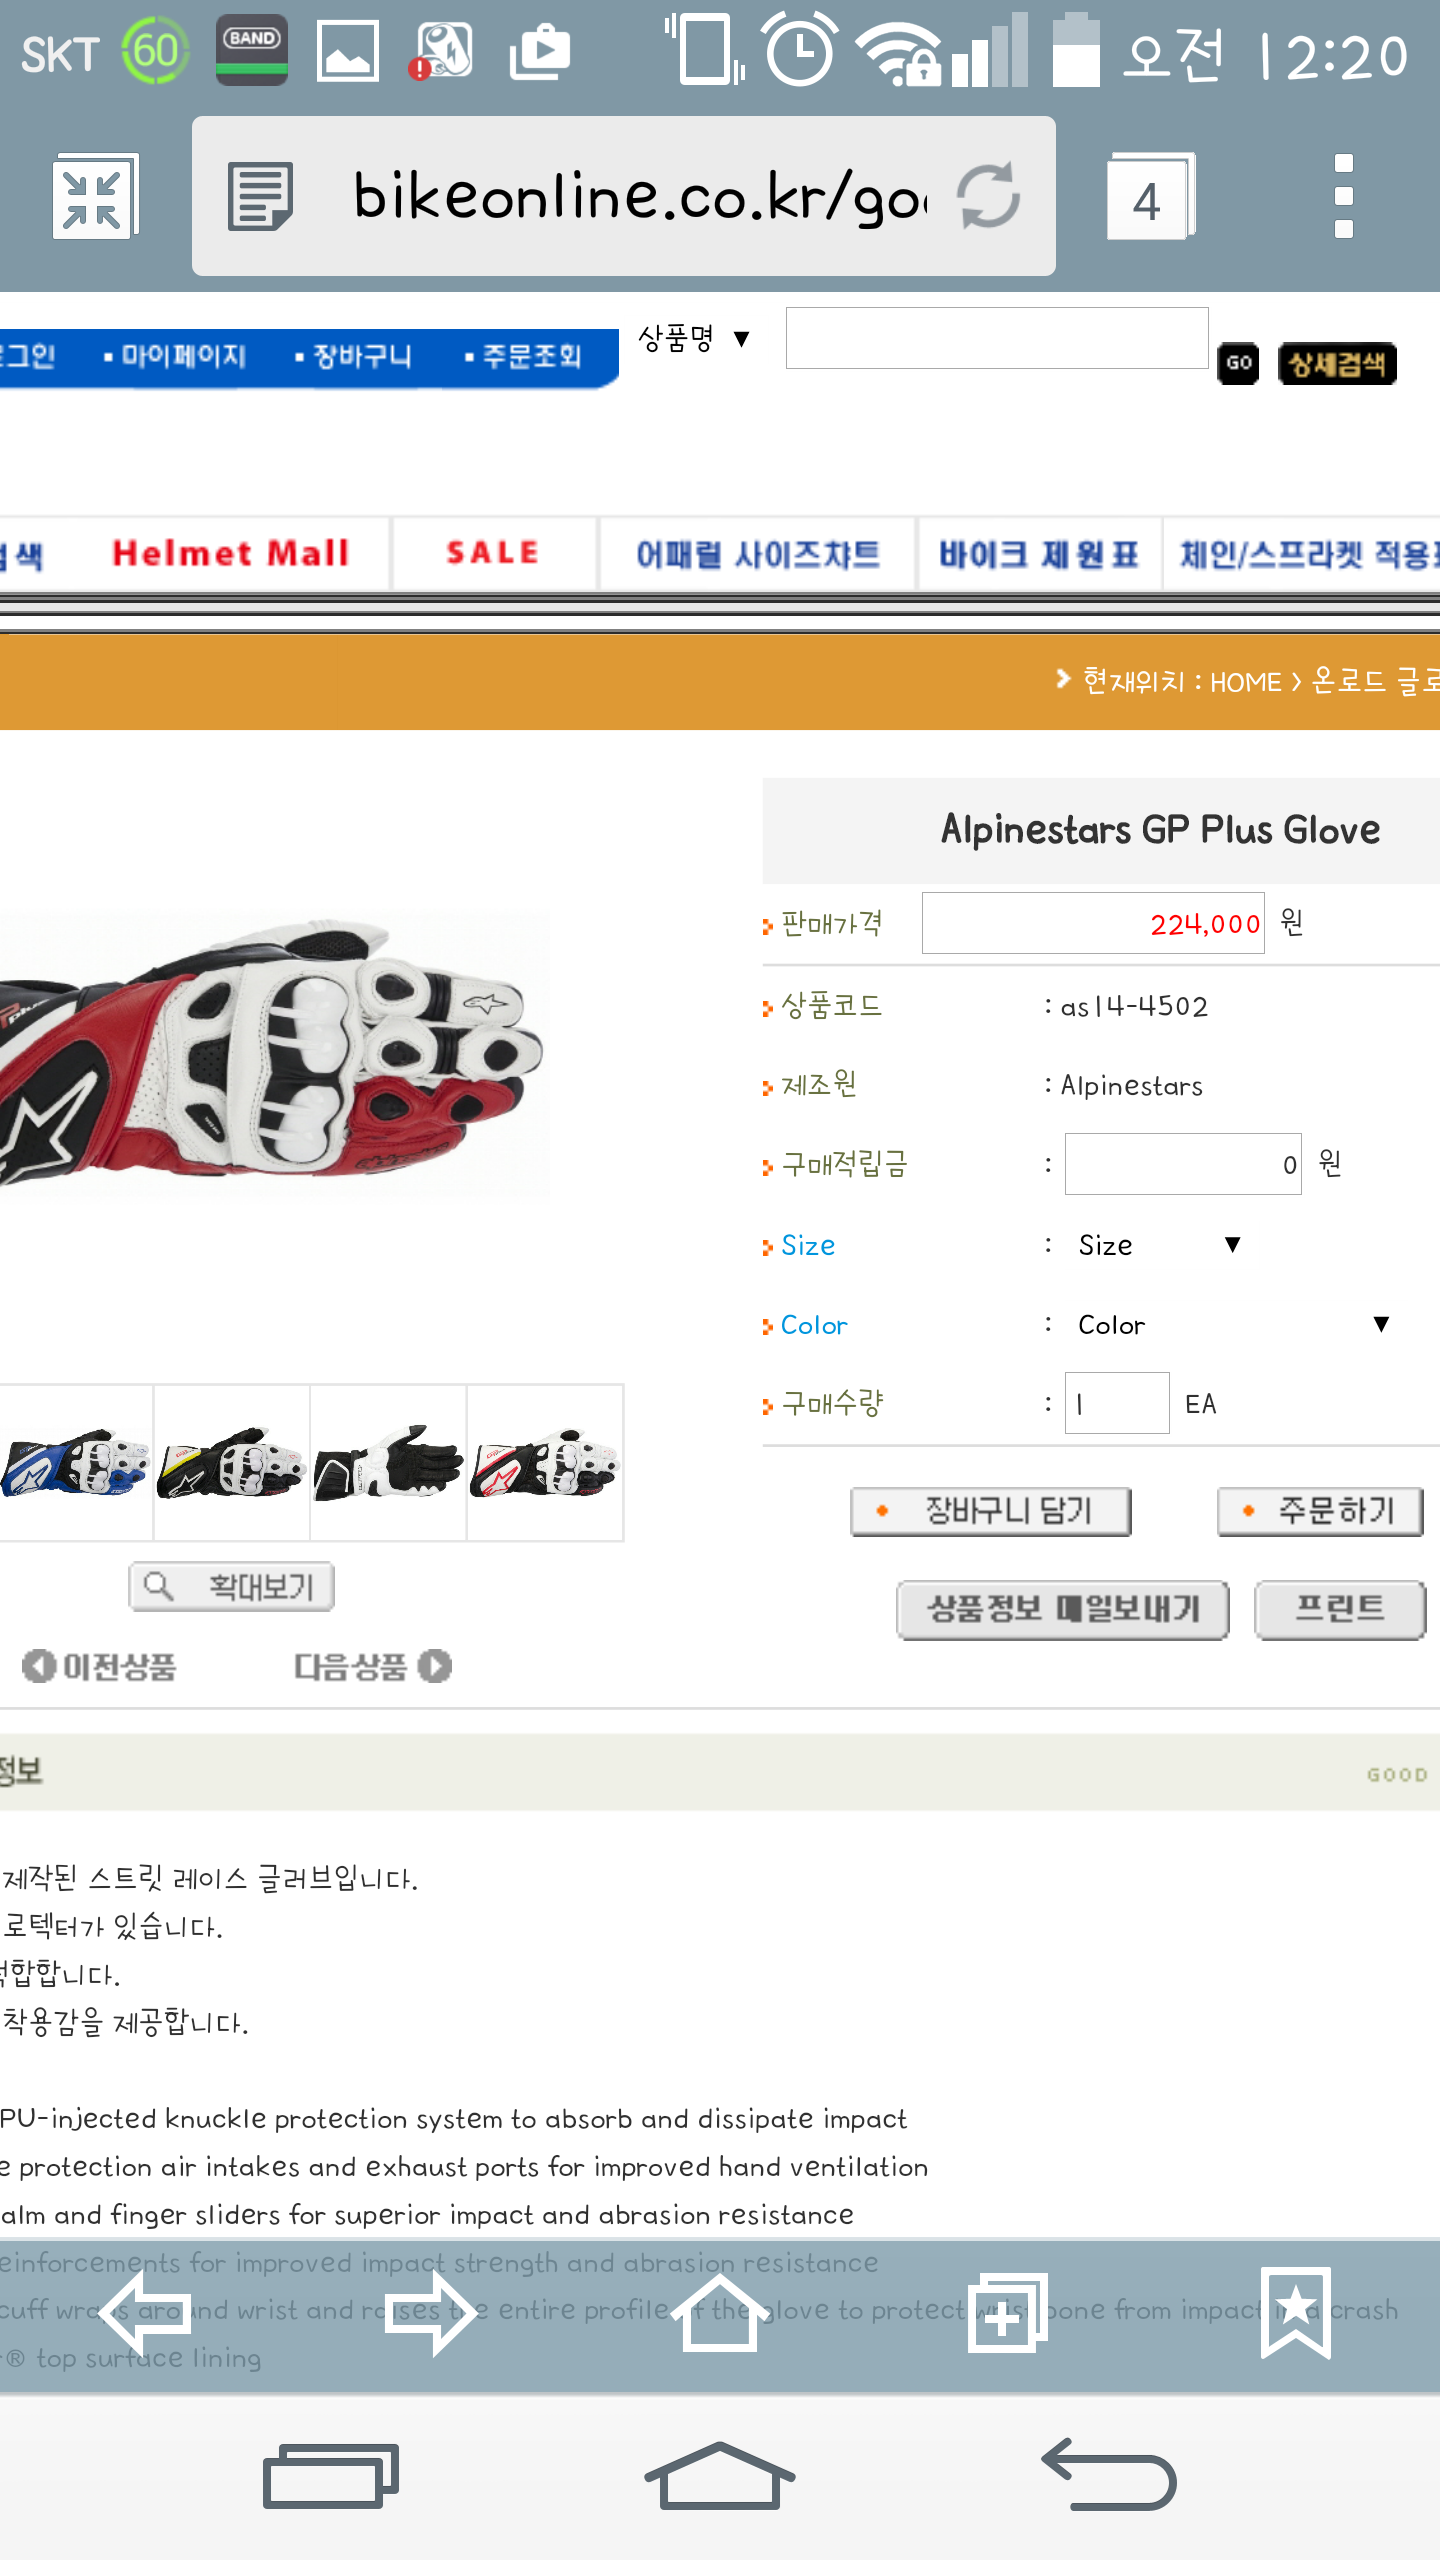 SKT 60 BAND 오전 12:20
bikeonline.co.kr/goo
4
로그인 마이페이지 장바구니 주문조회 상품명 ▼ GO 상세검색
검색 Helmet Mall SALE 어패럴 사이즈챠트 바이크 제원표 체인/스프라켓 적용표
현재위치 : HOME > 온로드 글로
Alpinestars GP Plus Glove
판매가격 224,000 원
상품코드 : as14-4502
제조원 : Alpinestars
구매적립금 : 0 원
Size : Size ▼
Color : Color ▼
구매수량 : 1 EA
장바구니 담기 주문하기
확대보기
상품정보 메일보내기 프린트
이전상품 다음상품
정보 GOOD
제작된 스트릿 레이스 글러브입니다.
로텍터가 있습니다.
적합합니다.
착용감을 제공합니다.
PU-injected knuckle protection system to absorb and dissipate impact
e protection air intakes and exhaust ports for improved hand ventilation
alm and finger sliders for superior impact and abrasion resistance
einforcements for improved impact strength and abrasion resistance
cuff wraps around wrist and raises the entire profile of the glove to protect wrist bone from impact in a crash
r® top surface lining